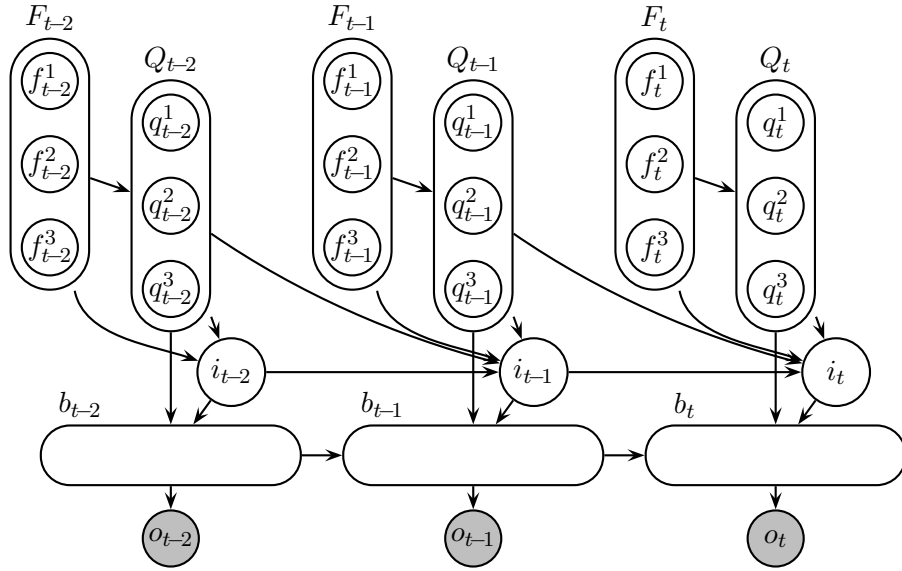 F_{t-2} F_{t-1} F_t
Q_{t-2} Q_{t-1} Q_t
f^1_{t-2} f^1_{t-1} f^1_t
q^1_{t-2} q^1_{t-1} q^1_t
f^2_{t-2} f^2_{t-1} f^2_t
q^2_{t-2} q^2_{t-1} q^2_t
f^3_{t-2} f^3_{t-1} f^3_t
q^3_{t-2} q^3_{t-1} q^3_t
i_{t-2} i_{t-1} i_t
b_{t-2} b_{t-1} b_t
o_{t-2} o_{t-1} o_t